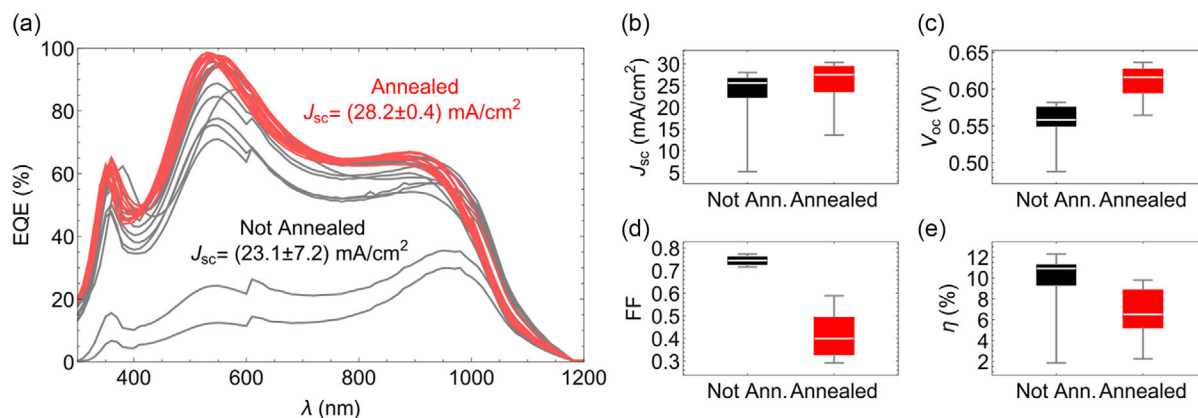 (a)
EQE (%)
100
80
60
40
20
0
400
600
800
1000
1200
λ (nm)
Annealed
Jsc= (28.2±0.4) mA/cm²
Not Annealed
Jsc= (23.1±7.2) mA/cm²
(b)
Jsc (mA/cm²)
30
25
20
15
10
5
Not Ann. Annealed
(c)
Voc (V)
0.65
0.60
0.55
0.50
Not Ann. Annealed
(d)
FF
0.8
0.7
0.6
0.5
0.4
0.3
Not Ann. Annealed
(e)
η (%)
12
10
8
6
4
2
Not Ann. Annealed